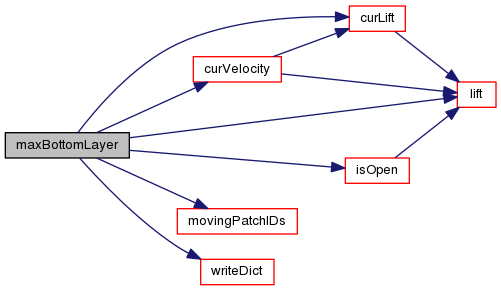 curLift
curVelocity
lift
maxBottomLayer
isOpen
movingPatchIDs
writeDict